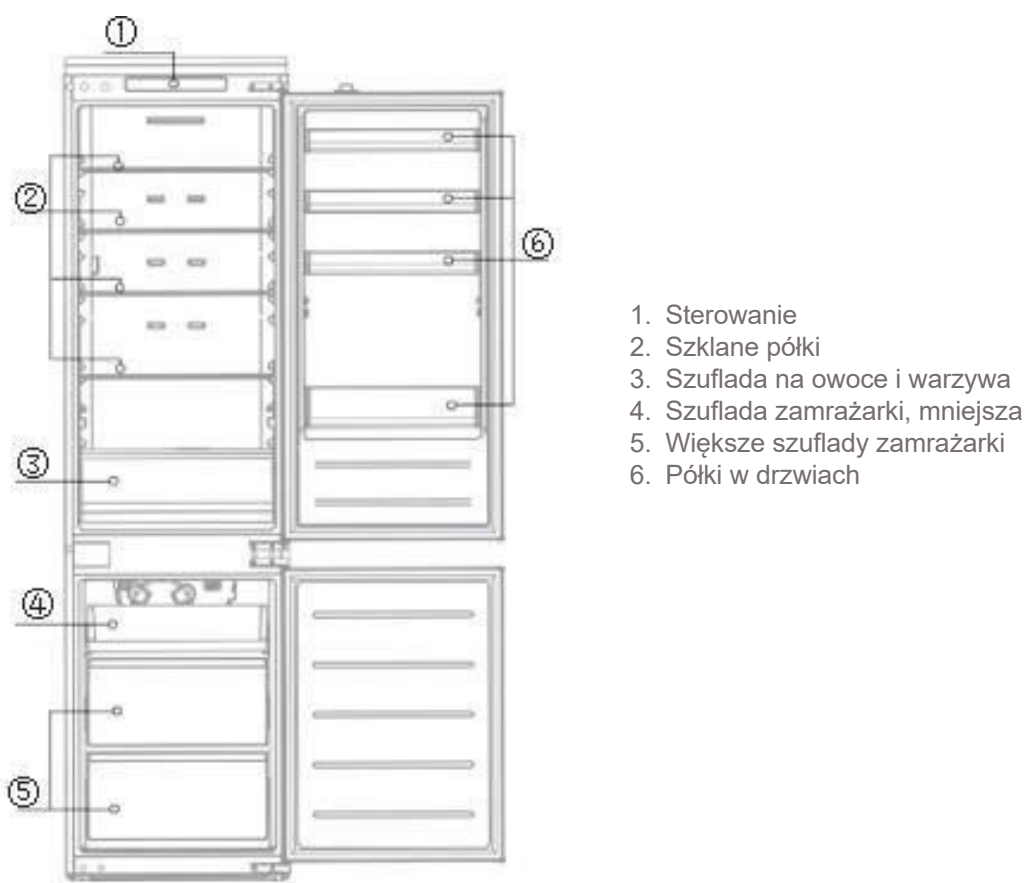 ①
②
③
④
⑤
⑥
1. Sterowanie
2. Szklane półki
3. Szuflada na owoce i warzywa
4. Szuflada zamrażarki, mniejsza
5. Większe szuflady zamrażarki
6. Półki w drzwiach